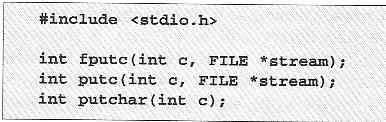 #include <stdio.h>
int fputc(int c, FILE *stream);
int putc(int c, FILE *stream);
int putchar(int c);